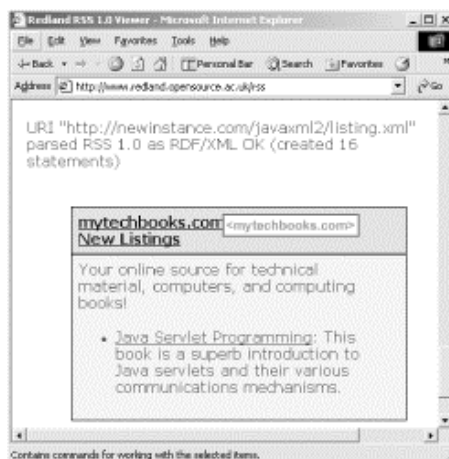 Redland RSS 1.0 Viewer - Microsoft Internet Explorer
File Edit View Favorites Tools Help
Back Personal Bar Search Favorites
Address http://www.redland.opensource.ac.uk/rss Go
URI "http://newinstance.com/javaxml2/listing.xml"
parsed RSS 1.0 as RDF/XML OK (created 16
statements)
mytechbooks.com <mytechbooks.com>
New Listings
Your online source for technical
material, computers, and computing
books!
• Java Servlet Programming: This
book is a superb introduction to
Java servlets and their various
communications mechanisms.
Contains commands for working with the selected items.